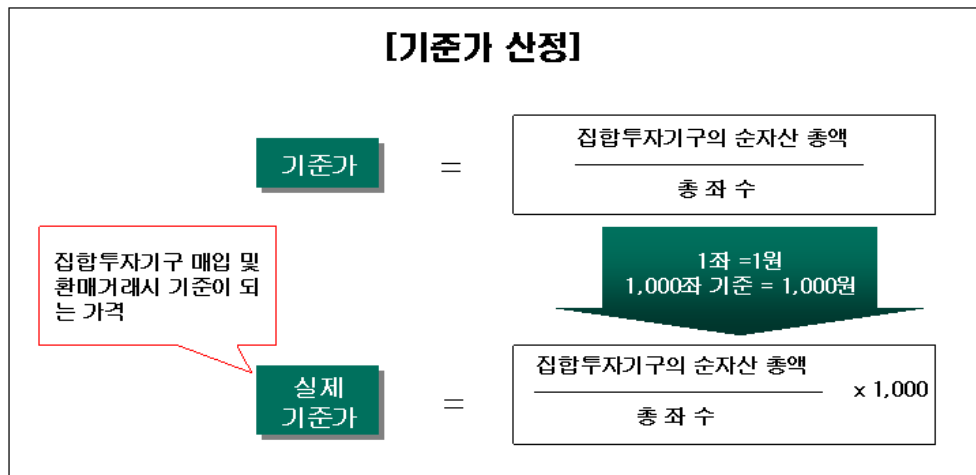 [기준가 산정]
기준가
=
집합투자기구의 순자산 총액
총 좌 수
집합투자기구 매입 및
환매거래시 기준이 되
는 가격
1좌 =1원
1,000좌 기준 = 1,000원
실제
기준가
=
집합투자기구의 순자산 총액
총 좌 수
x 1,000